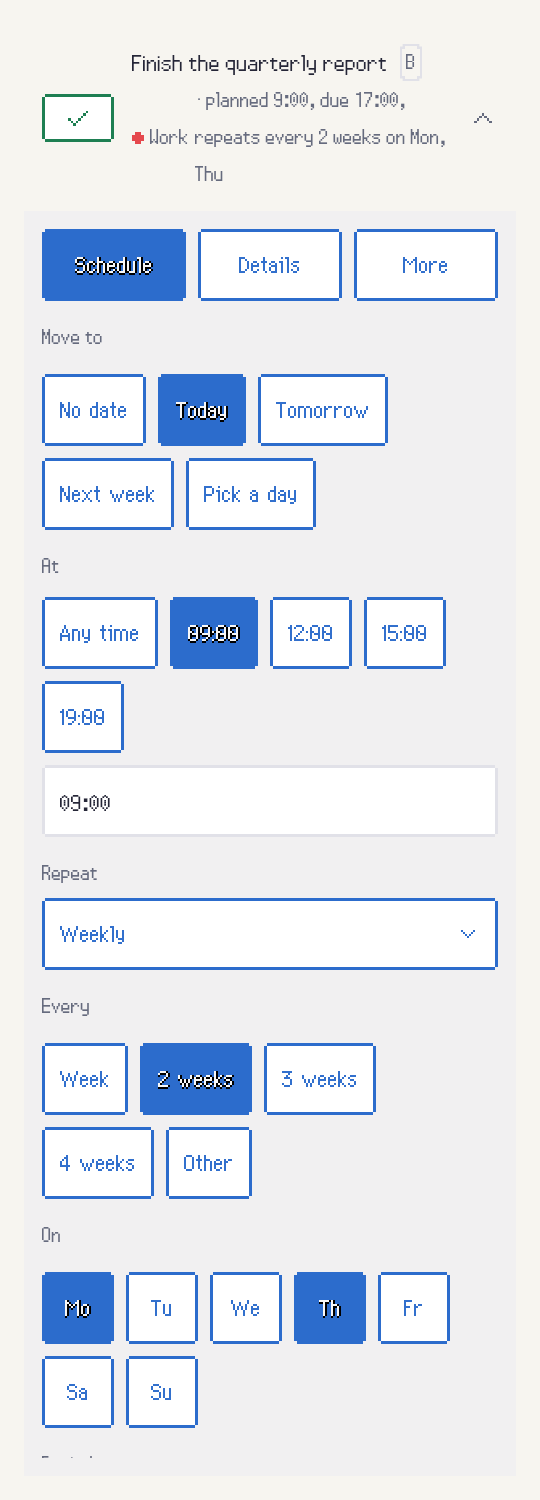 Finish the quarterly report B
· planned 9:00, due 17:00,
Work repeats every 2 weeks on Mon,
Thu
Schedule Details More
Move to
No date Today Tomorrow
Next week Pick a day
At
Any time 09:00 12:00 15:00
19:00
09:00
Repeat
Weekly
Every
Week 2 weeks 3 weeks
4 weeks Other
On
Mo Tu We Th Fr
Sa Su